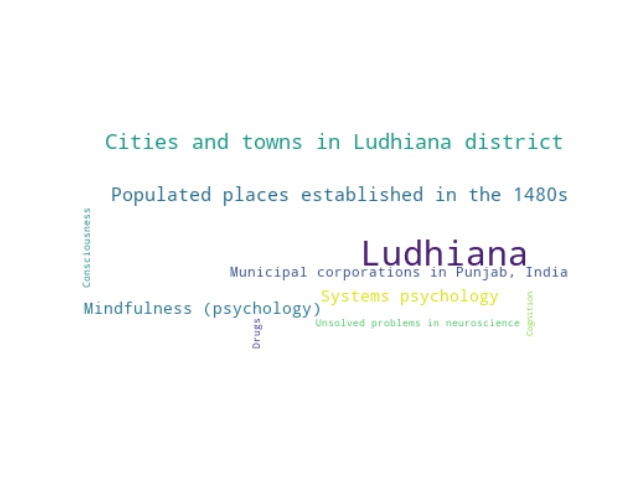 Cities and towns in Ludhiana district
Populated places established in the 1480s
Consciousness
Ludhiana
Municipal corporations in Punjab, India
Systems psychology
Cognition
Mindfulness (psychology)
Drugs
Unsolved problems in neuroscience